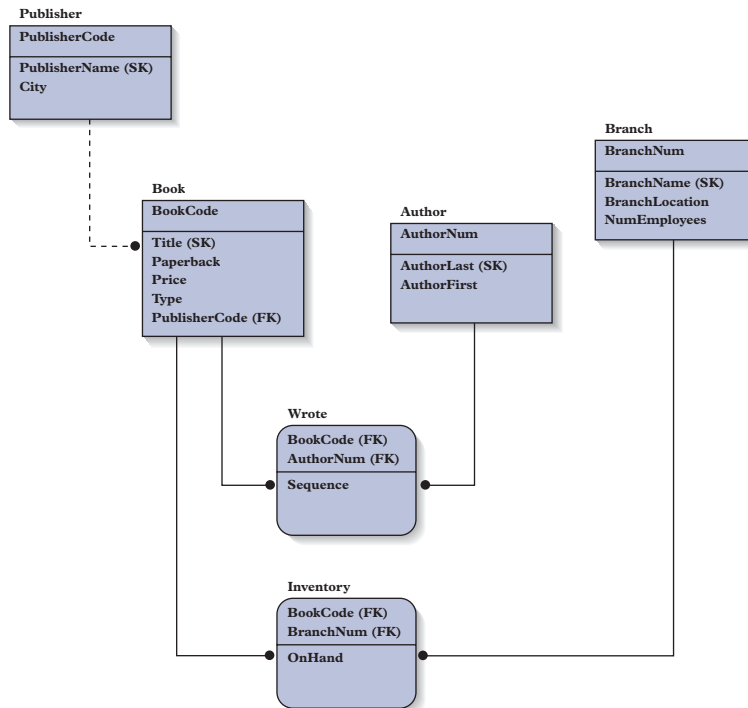 Publisher
PublisherCode
PublisherName (SK)
City
Branch
BranchNum
BranchName (SK)
BranchLocation
NumEmployees
Book
BookCode
Title (SK)
Paperback
Price
Type
PublisherCode (FK)
Author
AuthorNum
AuthorLast (SK)
AuthorFirst
Wrote
BookCode (FK)
AuthorNum (FK)
Sequence
Inventory
BookCode (FK)
BranchNum (FK)
OnHand